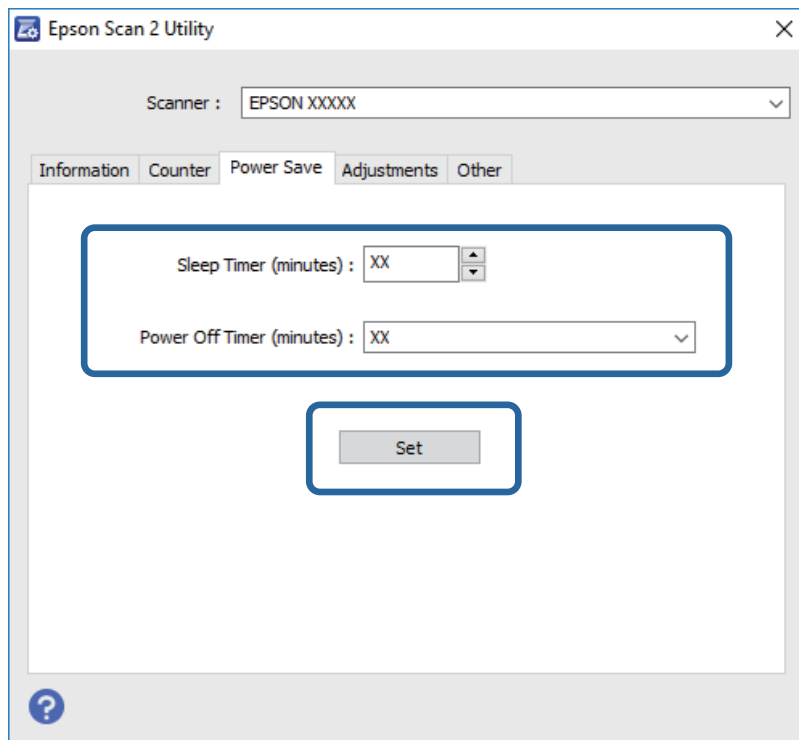 Epson Scan 2 Utility
Scanner : EPSON XXXXX
Information Counter Power Save Adjustments Other
Sleep Timer (minutes) : XX
Power Off Timer (minutes) : XX
Set
?